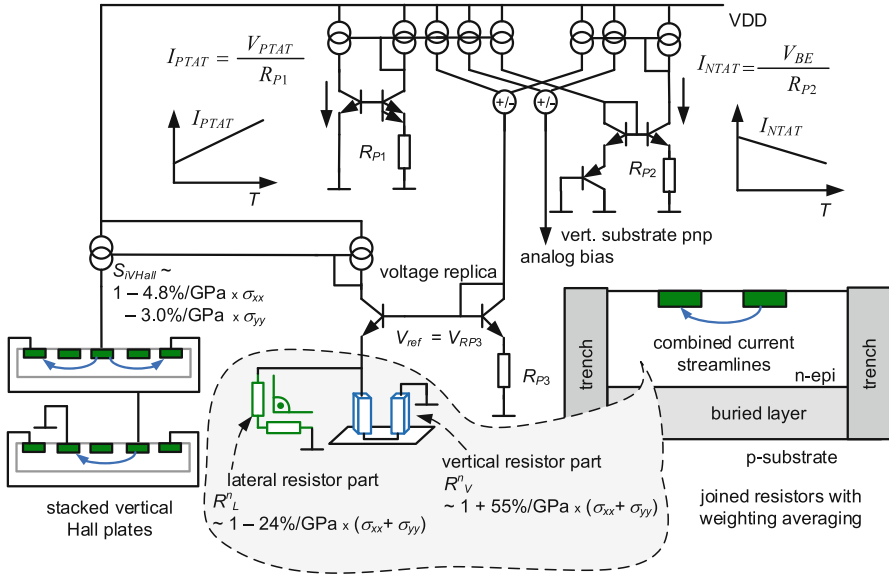 VDD
I_PTAT = V_PTAT / R_P1
I_NTAT = V_BE / R_P2
+/-
+/-
I_PTAT
T
R_P1
R_P2
I_NTAT
T
vert. substrate pnp
analog bias
S_iVHall ~
1 – 4.8%/GPa x σ_xx
– 3.0%/GPa x σ_yy
voltage replica
V_ref = V_RP3
R_P3
trench
combined current
streamlines
n-epi
buried layer
trench
p-substrate
joined resistors with
weighting averaging
stacked vertical
Hall plates
lateral resistor part
R^n_L
~ 1 – 24%/GPa x (σ_xx + σ_yy)
vertical resistor part
R^n_V
~ 1 + 55%/GPa x (σ_xx + σ_yy)